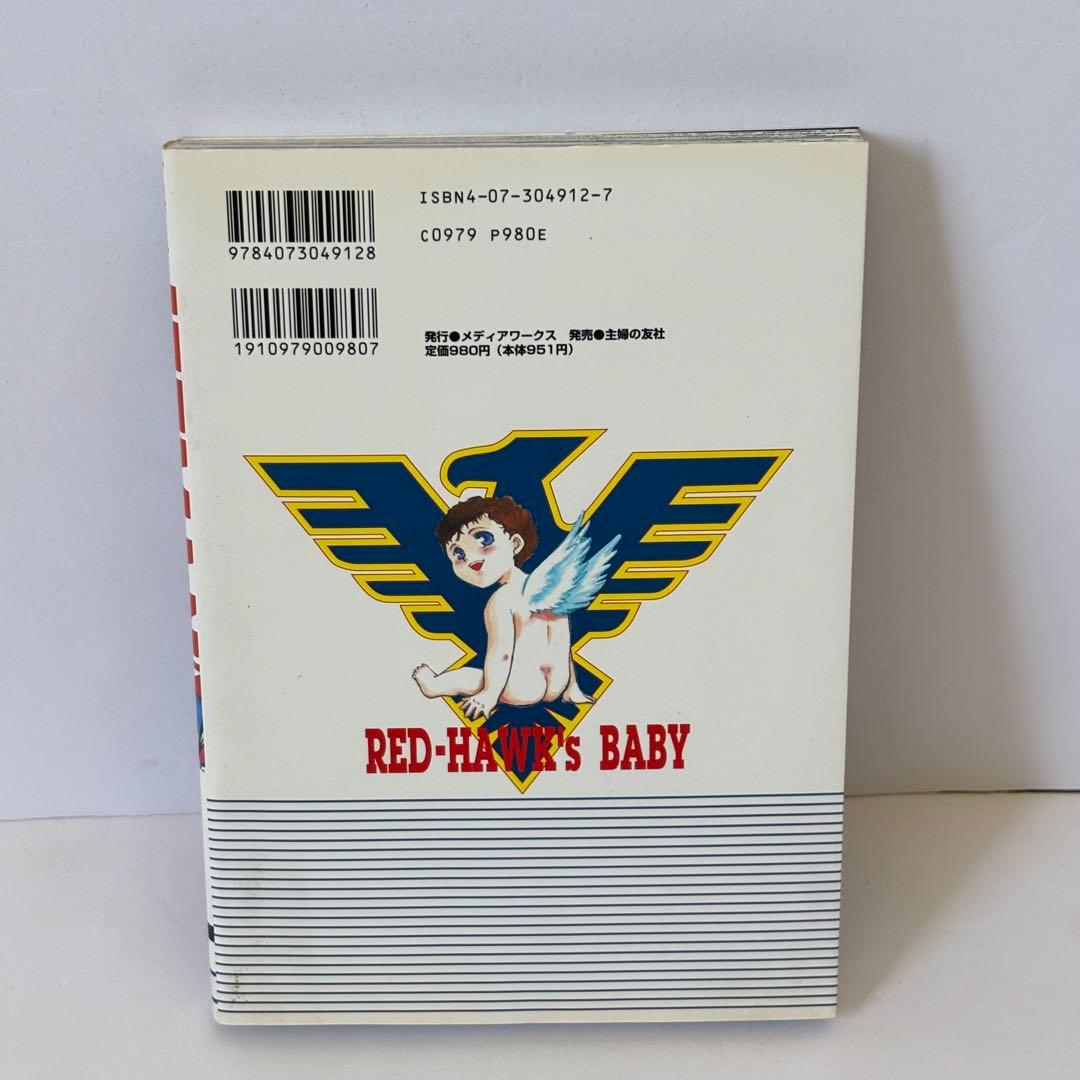 ISBN4-07-304912-7
C0979 P980E
9784073049128
1910979009807
発行●メディアワークス 発売●主婦の友社
定価980円(本体951円)
RED-HAWK's BABY